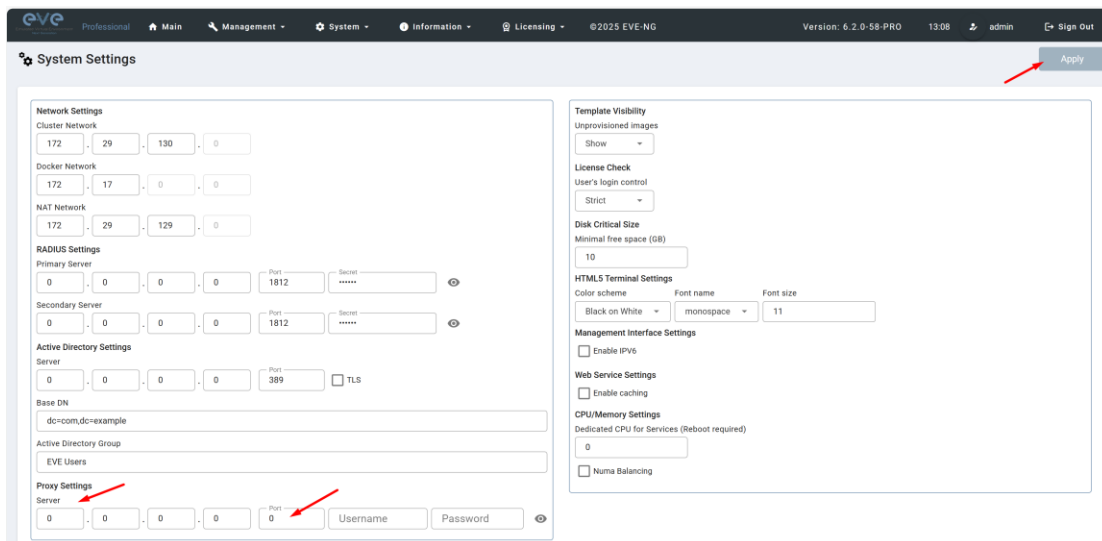 eve Professional Main Management System Information Licensing ©2025 EVE-NG Version: 6.2.0-58-PRO 13:08 admin Sign Out
System Settings Apply
Network Settings
Cluster Network
172 . 29 . 130 . 0
Docker Network
172 . 17 . 0 . 0
NAT Network
172 . 29 . 129 . 0
RADIUS Settings
Primary Server
Port Secret
0 . 0 . 0 . 0 1812 ••••••
Secondary Server
Port Secret
0 . 0 . 0 . 0 1812 ••••••
Active Directory Settings
Server
Port
0 . 0 . 0 . 0 389 TLS
Base DN
dc=com,dc=example
Active Directory Group
EVE Users
Proxy Settings
Server
Port
0 . 0 . 0 . 0 0 Username Password
Template Visibility
Unprovisioned images
Show
License Check
User's login control
Strict
Disk Critical Size
Minimal free space (GB)
10
HTML5 Terminal Settings
Color scheme Font name Font size
Black on White monospace 11
Management Interface Settings
Enable IPV6
Web Service Settings
Enable caching
CPU/Memory Settings
Dedicated CPU for Services (Reboot required)
0
Numa Balancing